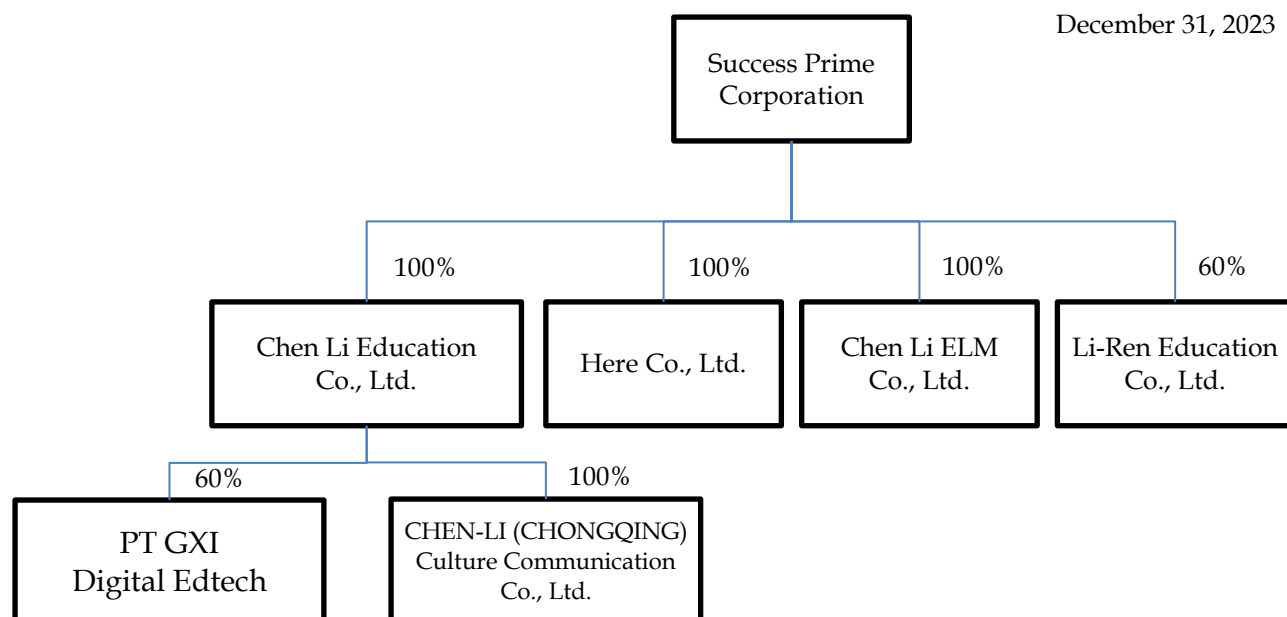 December 31, 2023
Success Prime
Corporation
100%
100%
100%
60%
Chen Li Education
Co., Ltd.
Here Co., Ltd.
Chen Li ELM
Co., Ltd.
Li-Ren Education
Co., Ltd.
60%
100%
PT GXI
Digital Edtech
CHEN-LI (CHONGQING)
Culture Communication
Co., Ltd.